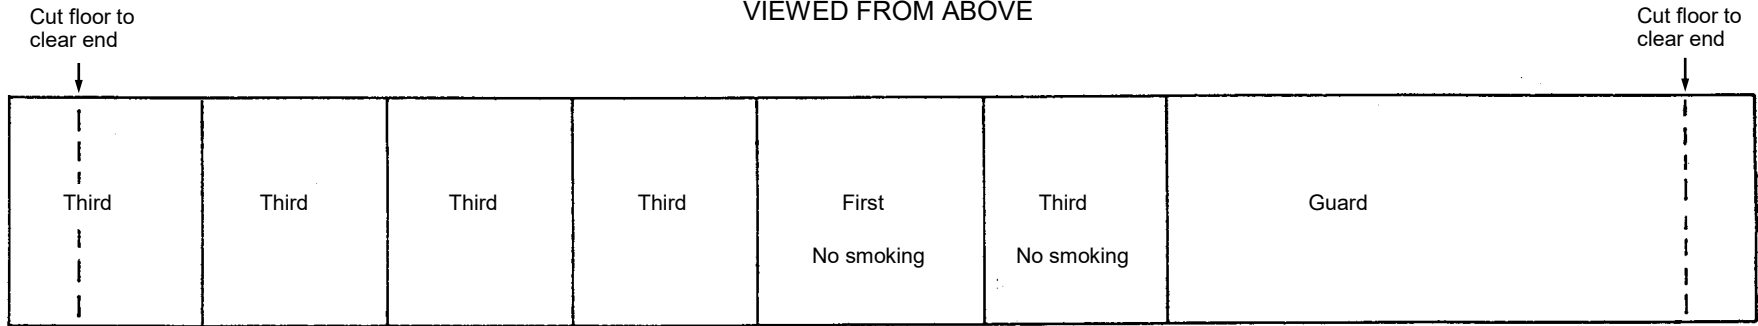 VIEWED FROM ABOVE
Cut floor to
clear end
Cut floor to
clear end
Third
Third
Third
Third
First
No smoking
Third
No smoking
Guard